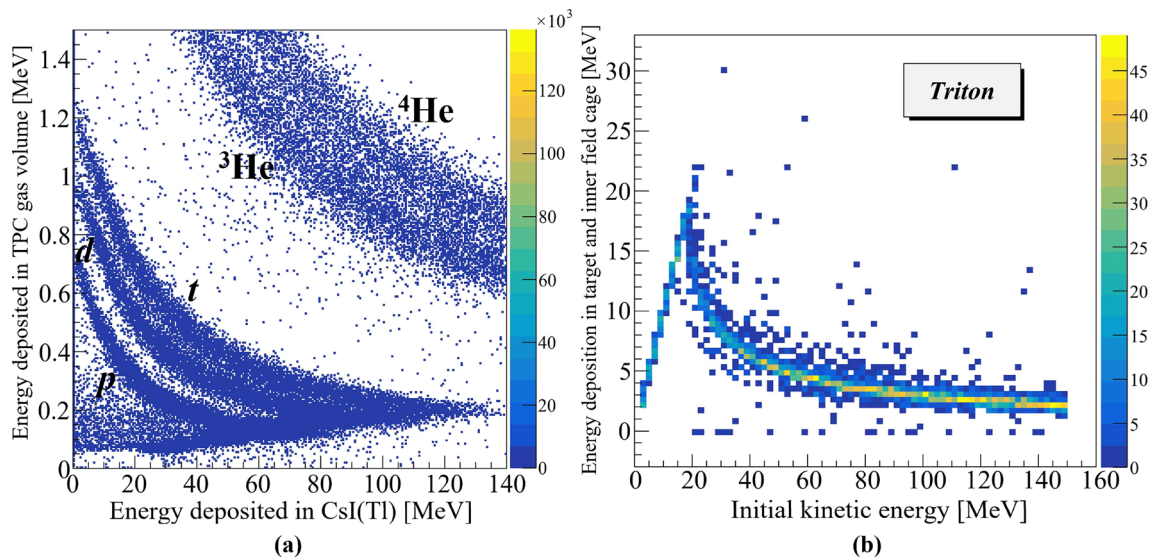 ×10³
Energy deposited in TPC gas volume [MeV]
1.4
1.2
1
0.8
0.6
0.4
0.2
0
⁴He
³He
d
t
p
120
100
80
60
40
20
0
0 20 40 60 80 100 120 140
Energy deposited in CsI(Tl) [MeV]
(a)
Energy deposition in target and inner field cage [MeV]
30
25
20
15
10
5
0
Triton
45
40
35
30
25
20
15
10
5
0
0 20 40 60 80 100 120 140 160
Initial kinetic energy [MeV]
(b)